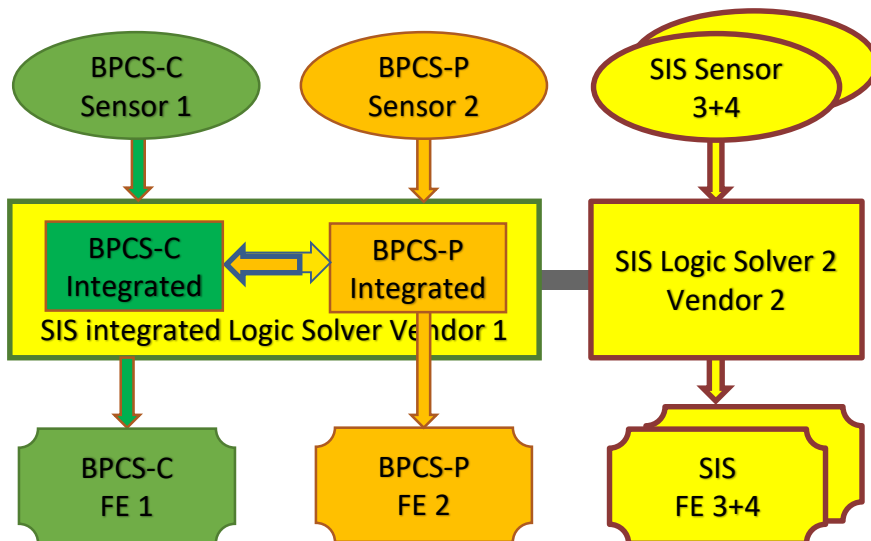 BPCS-C
Sensor 1
BPCS-P
Sensor 2
SIS Sensor
3+4
BPCS-C
Integrated
BPCS-P
Integrated
SIS integrated Logic Solver Vendor 1
SIS Logic Solver 2
Vendor 2
BPCS-C
FE 1
BPCS-P
FE 2
SIS
FE 3+4